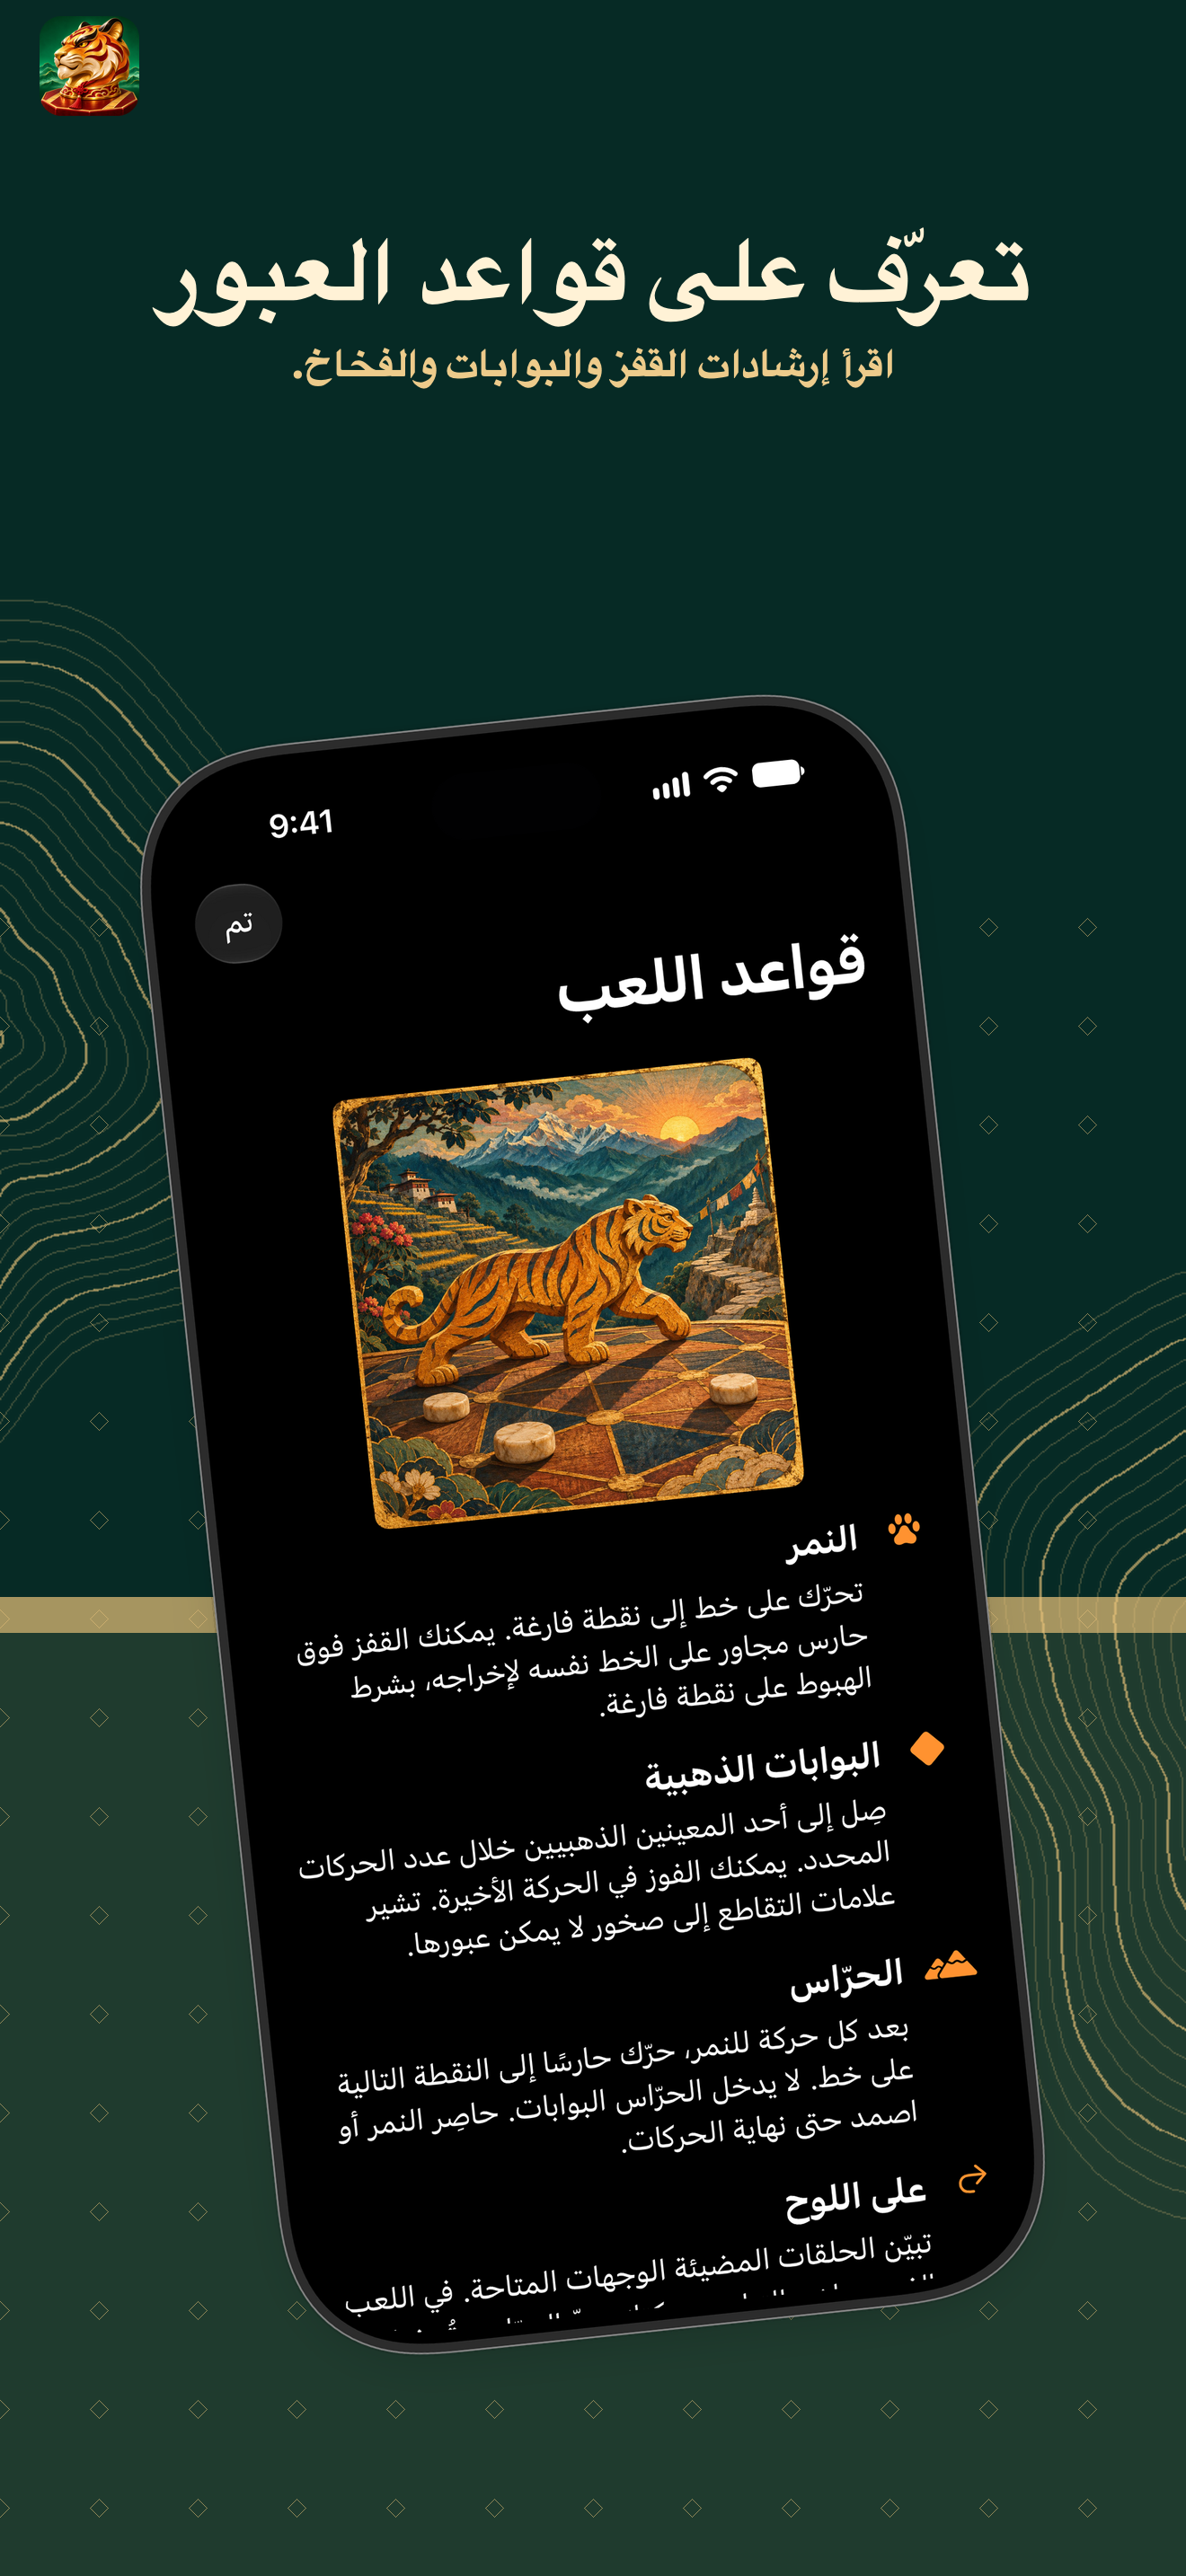 تعرّف على قواعد العبور
اقرأ إرشادات القفز والبوابات والفخاخ.
9:41
تم
قواعد اللعب
النمر
تحرّك على خط إلى نقطة فارغة. يمكنك القفز فوق
حارس مجاور على الخط نفسه لإخراجه، بشرط
الهبوط على نقطة فارغة.
البوابات الذهبية
صِل إلى أحد المعينين الذهبيين خلال عدد الحركات
المحدد. يمكنك الفوز في الحركة الأخيرة. تشير
علامات التقاطع إلى صخور لا يمكن عبورها.
الحرّاس
بعد كل حركة للنمر، حرّك حارسًا إلى النقطة التالية
على خط. لا يدخل الحرّاس البوابات. حاصِر النمر أو
اصمد حتى نهاية الحركات.
على اللوح
تبيّن الحلقات المضيئة الوجهات المتاحة. في اللعب